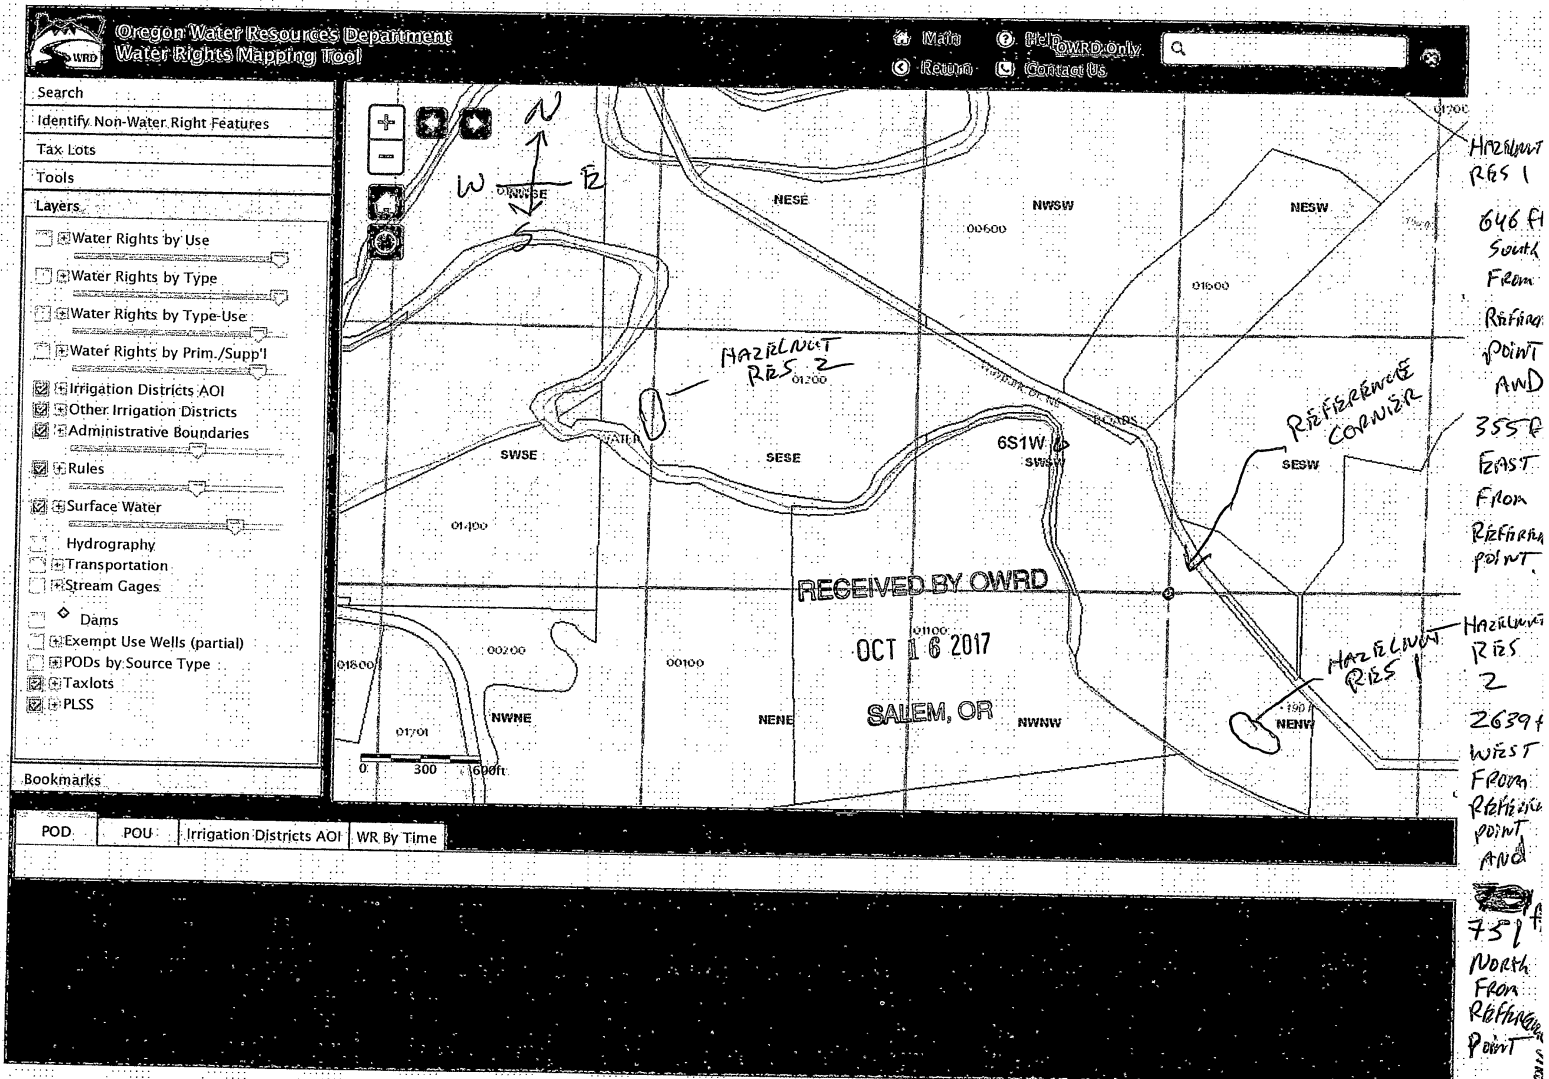 Oregon Water Resources Department
Water Rights Mapping Tool
WRD
Main
Help
OWRD Only
Return
Contact Us
Search
Identify Non-Water Right Features
Tax Lots
Tools
Layers
Water Rights by Use
Water Rights by Type
Water Rights by Type-Use
Water Rights by Prim./Supp'l
Irrigation Districts AOI
Other Irrigation Districts
Administrative Boundaries
Rules
Surface Water
Hydrography
Transportation
Stream Gages
Dams
Exempt Use Wells (partial)
PODs by Source Type
Taxlots
PLSS
Bookmarks
POD
POU
Irrigation Districts AOI
WR By Time
N
W
E
S
NWSE
NESE
NWSW
NESW
00600
01600
01700
HAZELNUT
RES 2
01200
WATER
SWSE
SESE
6S1W
SWSW
ROADS
REFERENCE
CORNER
SESW
01400
RECEIVED BY OWRD
OCT 16 2017
SALEM, OR
01100
01800
00200
00100
NWNE
NENE
NWNW
NENW
01701
0 300 600ft
HAZELNUT
RES 1
HAZELNUT
RES 1
646 ft
South
From
POINT
AND
355 f
EAST
From
POINT.
HAZELNUT
RES
2
2639 f
WEST
FROM
POINT
AND
751 f
NORTH
FROM
POINT